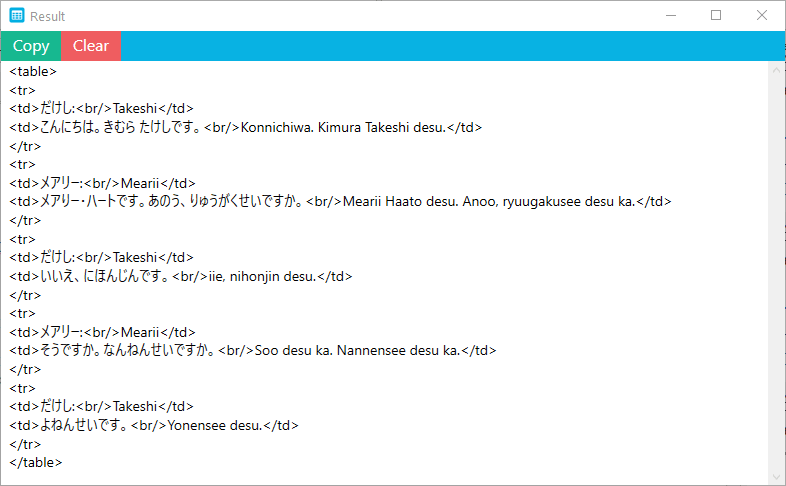 Result
Copy Clear
<table>
<tr>
<td>だけし:<br/>Takeshi</td>
<td>こんにちは。きむら たけしです。<br/>Konnichiwa. Kimura Takeshi desu.</td>
</tr>
<tr>
<td>メアリー:<br/>Mearii</td>
<td>メアリー・ハートです。あのう、りゅうがくせいですか。<br/>Mearii Haato desu. Anoo, ryuugakusee desu ka.</td>
</tr>
<tr>
<td>だけし:<br/>Takeshi</td>
<td>いいえ、にほんじんです。<br/>iie, nihonjin desu.</td>
</tr>
<tr>
<td>メアリー:<br/>Mearii</td>
<td>そうですか。なんねんせいですか。<br/>Soo desu ka. Nannensee desu ka.</td>
</tr>
<tr>
<td>だけし:<br/>Takeshi</td>
<td>よねんせいです。<br/>Yonensee desu.</td>
</tr>
</table>